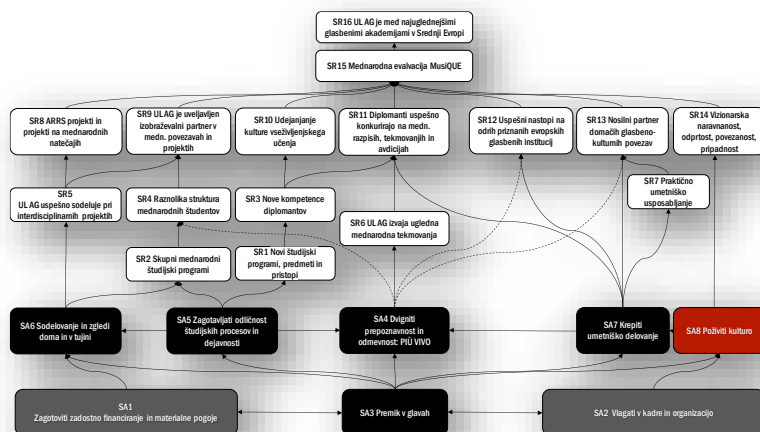 SR16 UL AG je med najuglednejšimi
glasbenimi akademijami v Srednji Evropi
SR15 Mednarodna evalvacija MusiQUE
SR8 ARRS projekti in
projekti na mednarodnih
natečajih
SR9 UL AG je uveljavljen
izobraževalni partner v
medn. povezavah in
projektih
SR10 Udejanjanje
kulture vseživljenjskega
učenja
SR11 Diplomanti uspešno
konkurirajo na medn.
razpisih, tekmovanjih in
avdicijah
SR12 Uspešni nastopi na
odrih priznanih evropskih
glasbenih institucij
SR13 Nosilni partner
domačih glasbeno-
kulturnih povezav
SR14 Vizionarska
naravnanost,
odprtost, povezanost,
pripadnost
SR5
UL AG uspešno sodeluje pri
interdisciplinarnih projektih
SR4 Raznolika struktura
mednarodnih študentov
SR3 Nove kompetence
diplomantov
SR7 Praktično
umetniško
usposabljanje
SR6 UL AG izvaja ugledna
mednarodna tekmovanja
SR2 Skupni mednarodni
študijski programi
SR1 Novi študijski
programi, predmeti in
pristopi
SA6 Sodelovanje in zgledi
doma in v tujini
SA5 Zagotavljati odličnost
študijskih procesov in
dejavnosti
SA4 Dvigniti
prepoznavnost in
odmevnost: PIÙ VIVO
SA7 Krepiti
umetniško delovanje
SA8 Poživiti kulturo
SA1
Zagotoviti zadostno financiranje in materialne pogoje
SA3 Premik v glavah
SA2 Vlagati v kadre in organizacijo